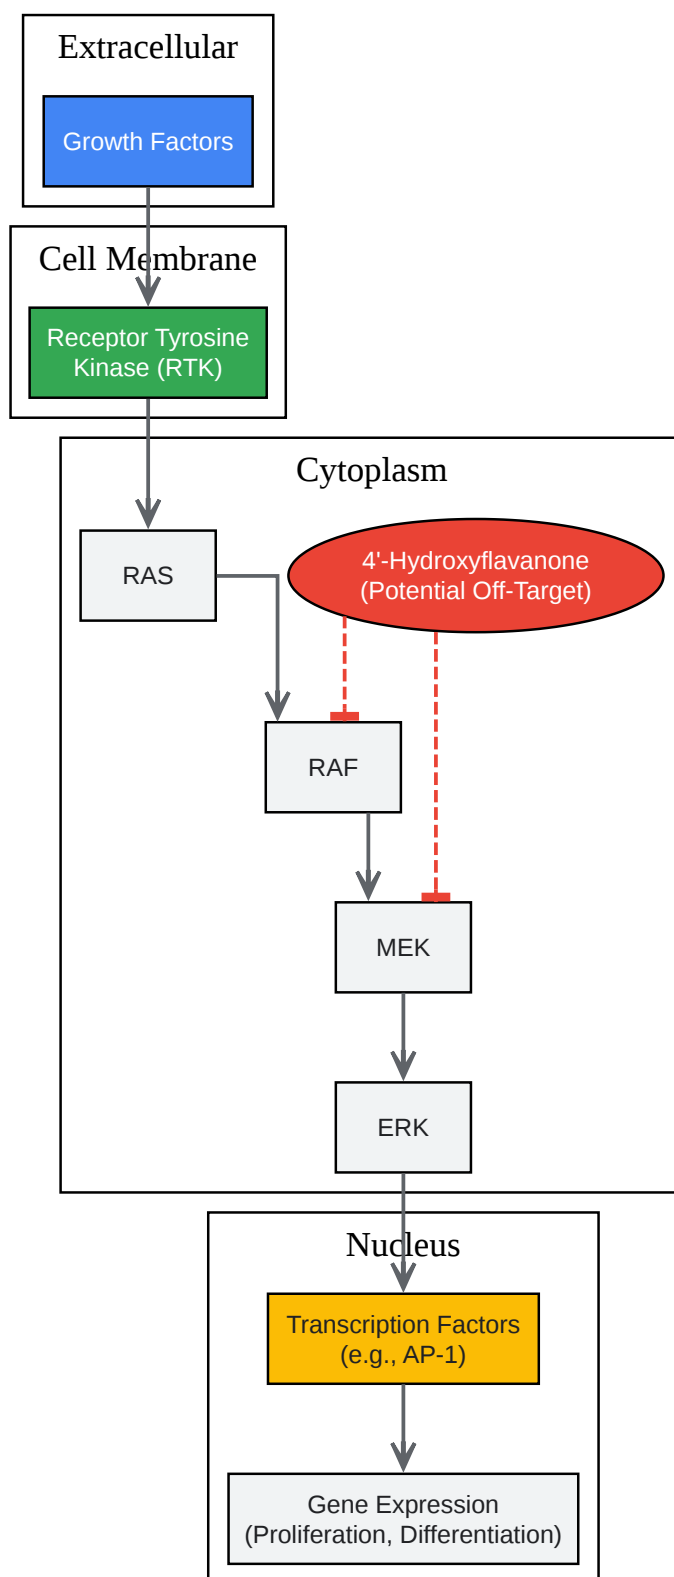 Extracellular
Growth Factors
Cell Membrane
Receptor Tyrosine
Kinase (RTK)
Cytoplasm
RAS
4'-Hydroxyflavanone
(Potential Off-Target)
RAF
MEK
ERK
Nucleus
Transcription Factors
(e.g., AP-1)
Gene Expression
(Proliferation, Differentiation)